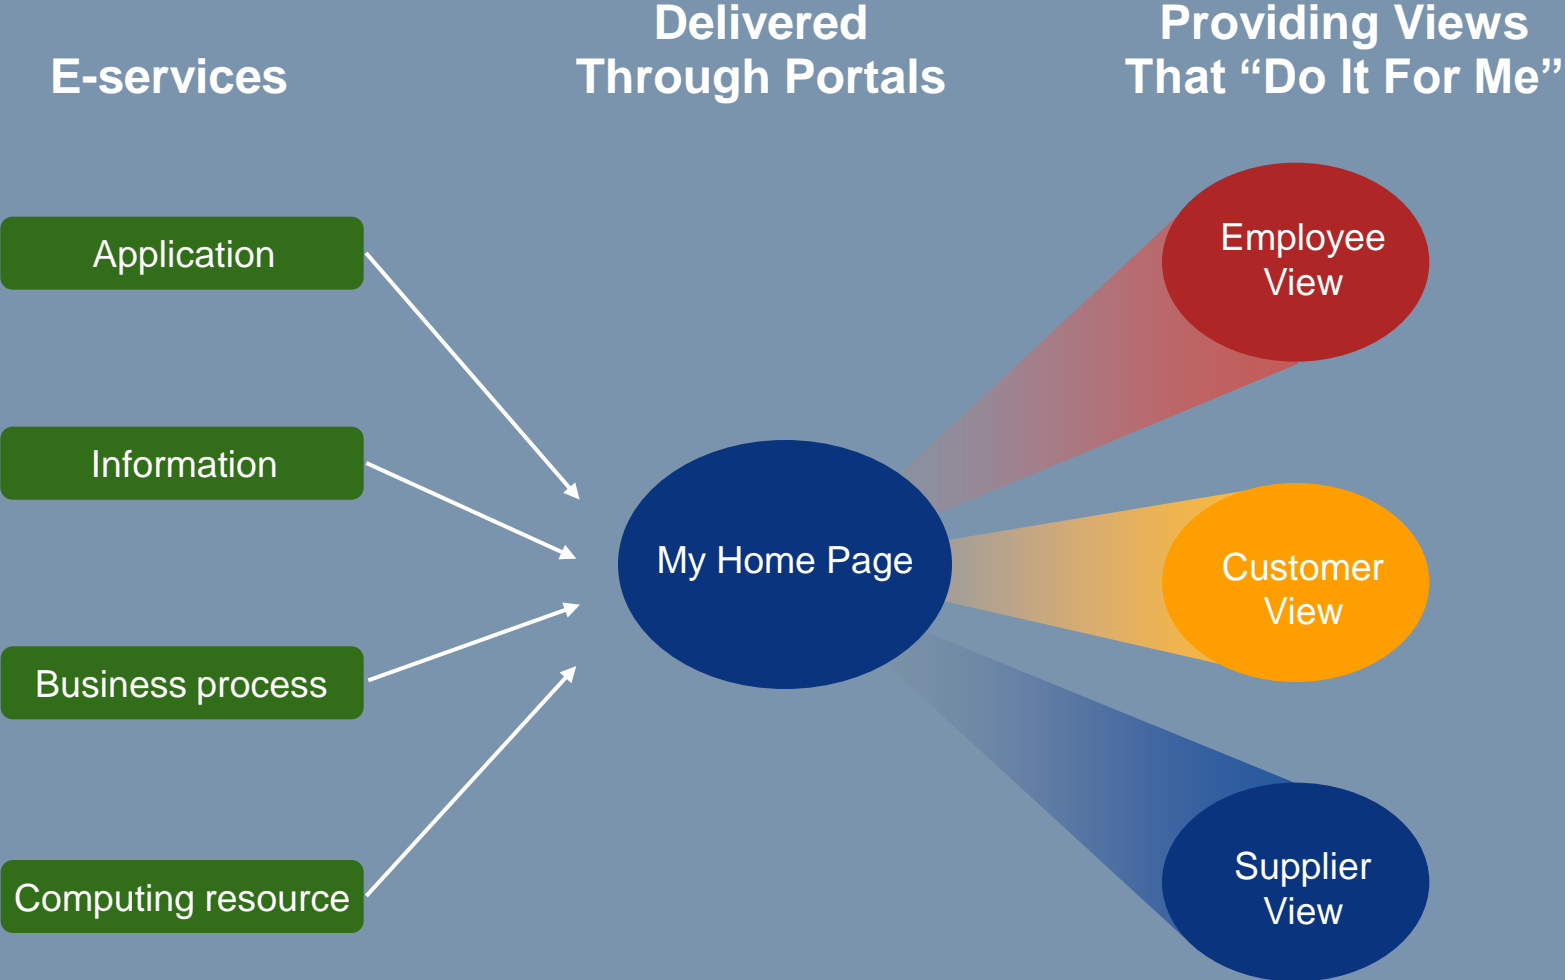 E-services
Delivered
Through Portals
Providing Views
That “Do It For Me”
Application
Information
Business process
Computing resource
My Home Page
Employee
View
Customer
View
Supplier
View